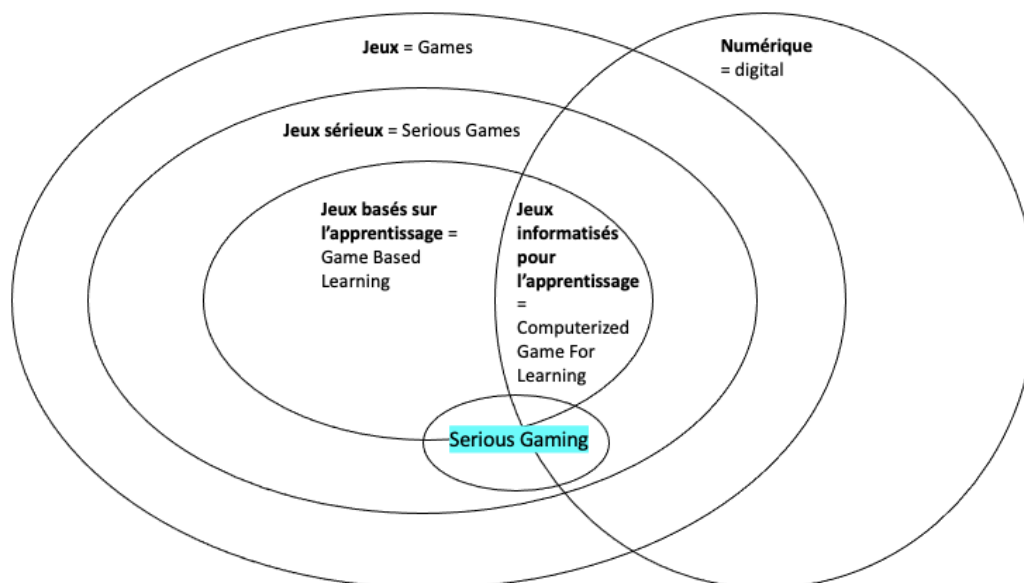 Jeux = Games
Numérique
= digital
Jeux sérieux = Serious Games
Jeux basés sur
l'apprentissage =
Game Based
Learning
Jeux
informatisés
pour
l'apprentissage
=
Computerized
Game For
Learning
Serious Gaming